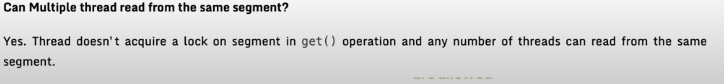 Can Multiple thread read from the same segment?
Yes. Thread doesn't acquire a lock on segment in get() operation and any number of threads can read from the same
segment.